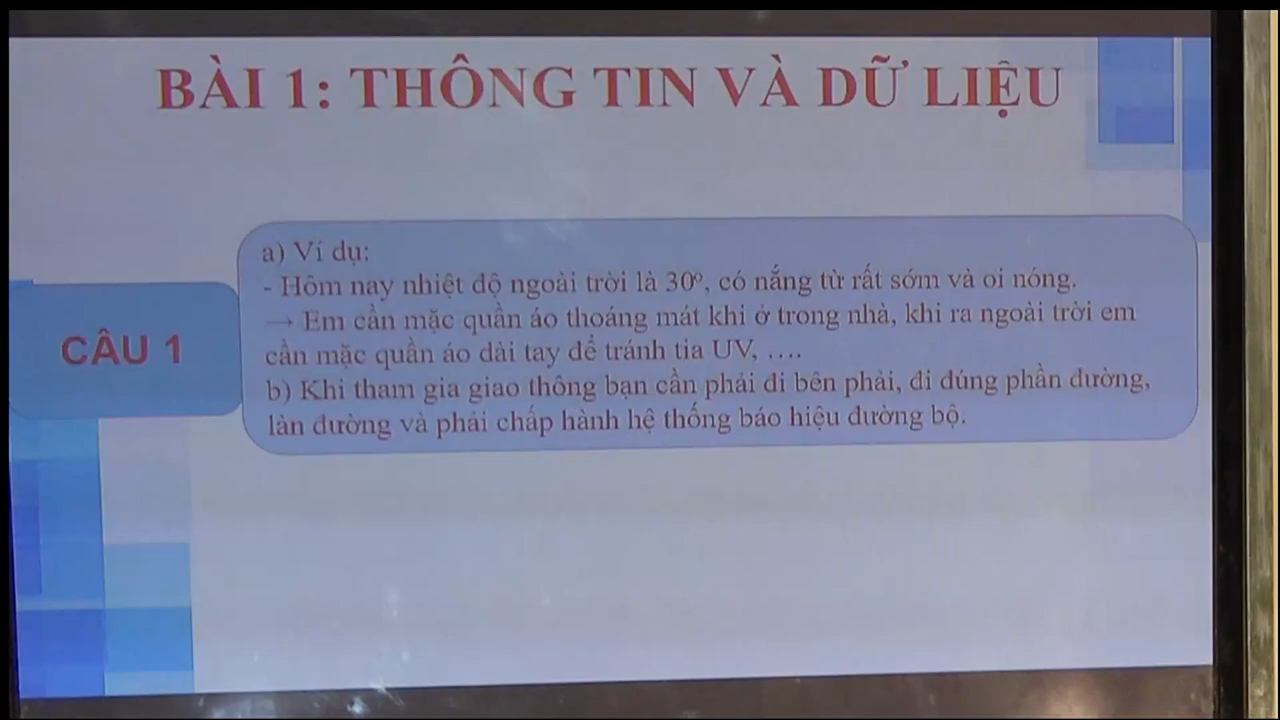 BÀI 1: THÔNG TIN VÀ DỮ LIỆU
CÂU 1
a) Ví dụ:
- Hôm nay nhiệt độ ngoài trời là 30º, có nắng từ rất sớm và oi nóng.
→ Em cần mặc quần áo thoáng mát khi ở trong nhà, khi ra ngoài trời em
cần mặc quần áo dài tay để tránh tia UV, ....
b) Khi tham gia giao thông bạn cần phải đi bên phải, đi đúng phần đường,
làn đường và phải chấp hành hệ thống báo hiệu đường bộ.